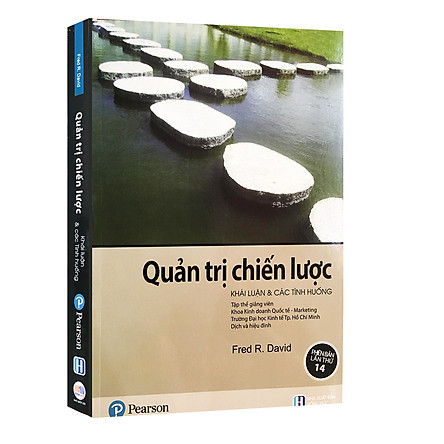 Fred R. David
Quản trị chiến lược
Khái luận
& các Tình huống
Pearson
Quản trị chiến lược
KHÁI LUẬN & CÁC TÌNH HUỐNG
Tập thể giảng viên
Khoa Kinh doanh Quốc tế - Marketing
Trường Đại học Kinh tế Tp. Hồ Chí Minh
Dịch và hiệu đính
Fred R. David
PHIÊN BẢN
LẦN THỨ
14
Pearson